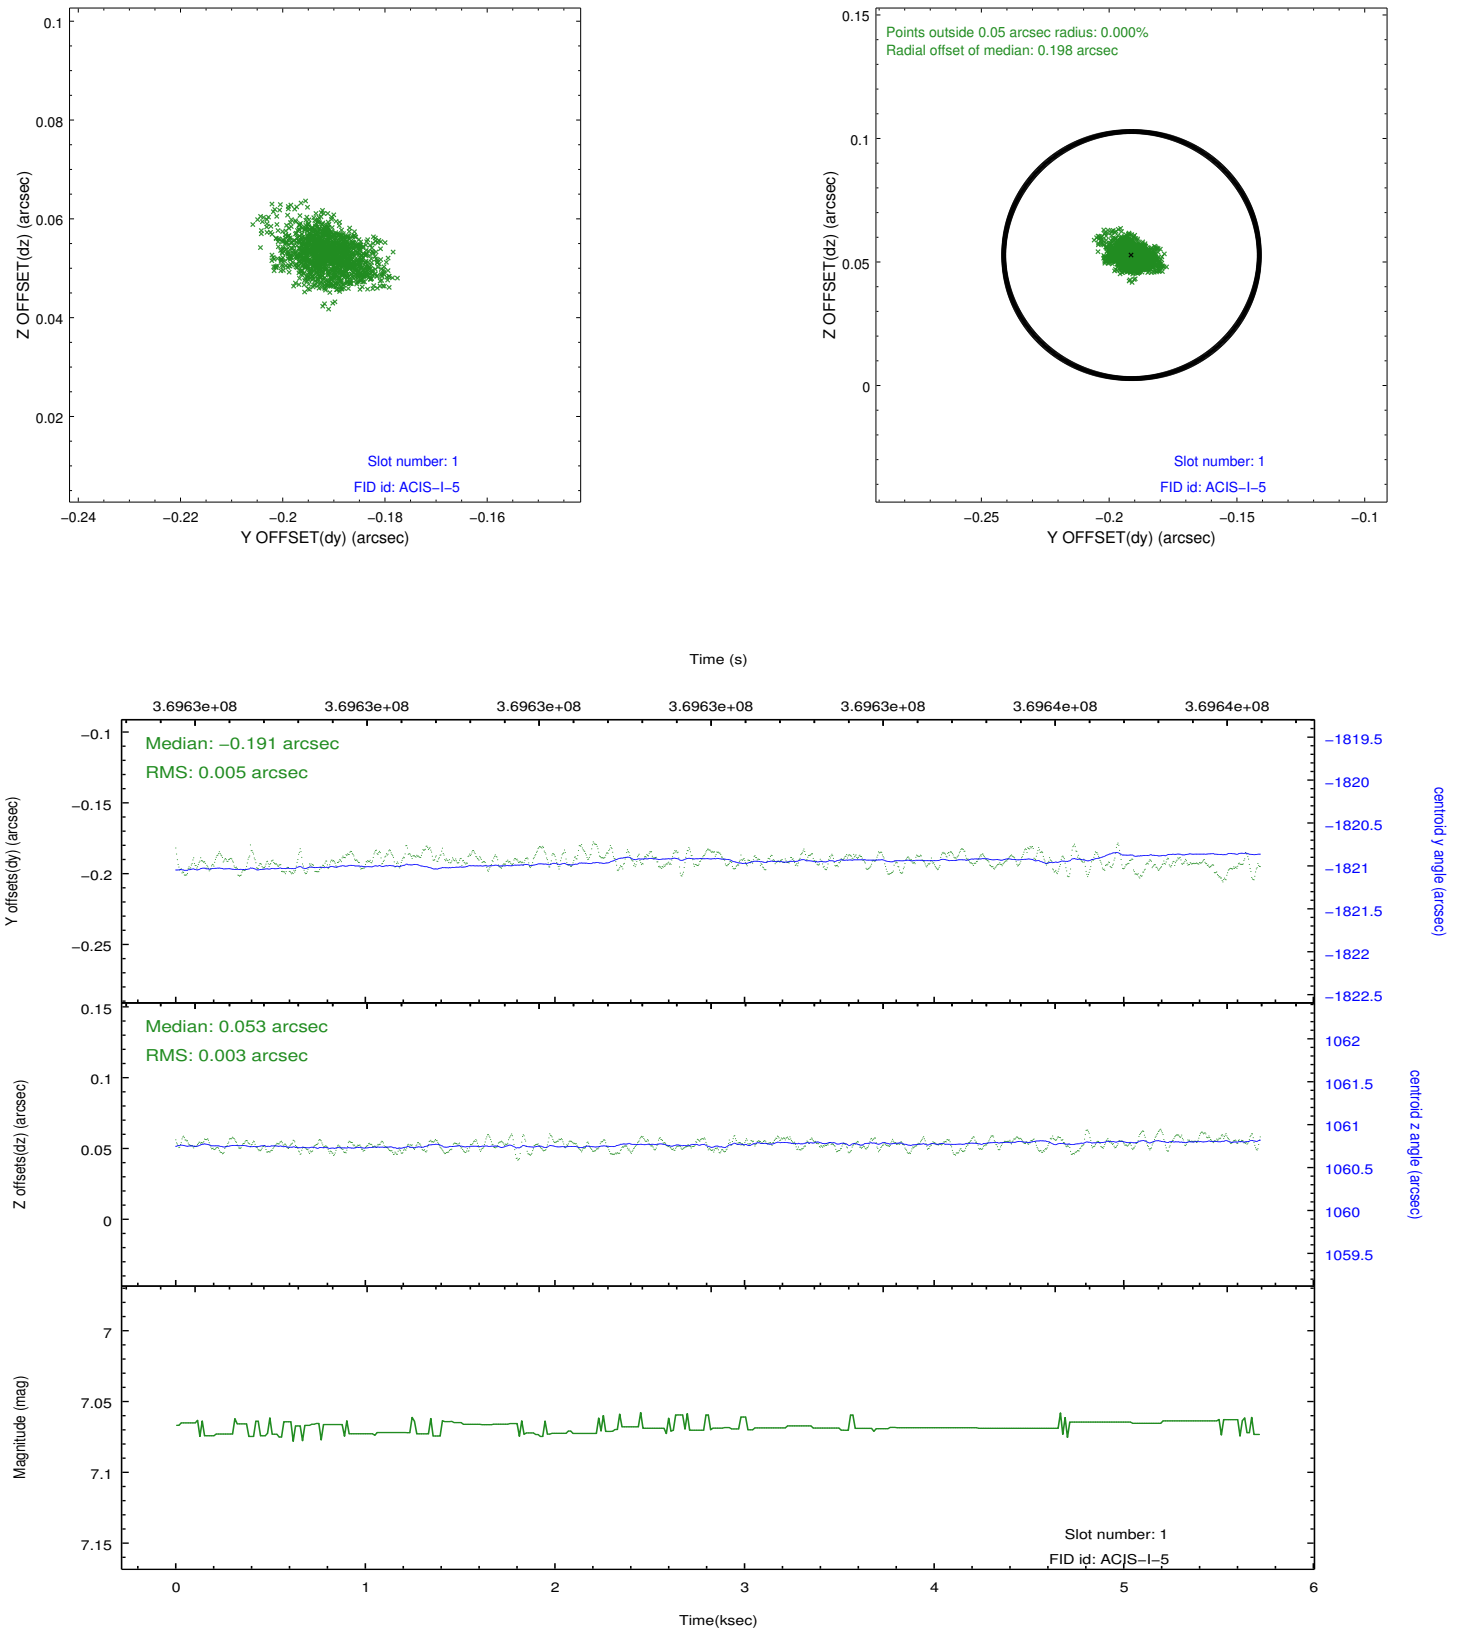 0.1
0.08
0.06
0.04
0.02
Z OFFSET(dz) (arcsec)
Slot number: 1
FID id: ACIS−I−5
−0.24 −0.22 −0.2 −0.18 −0.16
Y OFFSET(dy) (arcsec)
0.15
0.1
0.05
0
Z OFFSET(dz) (arcsec)
Points outside 0.05 arcsec radius: 0.000%
Radial offset of median: 0.198 arcsec
Slot number: 1
FID id: ACIS−I−5
−0.25 −0.2 −0.15 −0.1
Y OFFSET(dy) (arcsec)
Time (s)
3.6963e+08 3.6963e+08 3.6963e+08 3.6963e+08 3.6963e+08 3.6964e+08 3.6964e+08
Median: −0.191 arcsec
RMS: 0.005 arcsec
−0.1
−0.15
−0.2
−0.25
Y offsets(dy) (arcsec)
−1819.5
−1820
−1820.5
−1821
−1821.5
−1822
−1822.5
centroid y angle (arcsec)
Median: 0.053 arcsec
RMS: 0.003 arcsec
0.15
0.1
0.05
0
Z offsets(dz) (arcsec)
1062
1061.5
1061
1060.5
1060
1059.5
centroid z angle (arcsec)
7
7.05
7.1
7.15
Magnitude (mag)
Slot number: 1
FID id: ACIS−I−5
0 1 2 3 4 5 6
Time(ksec)